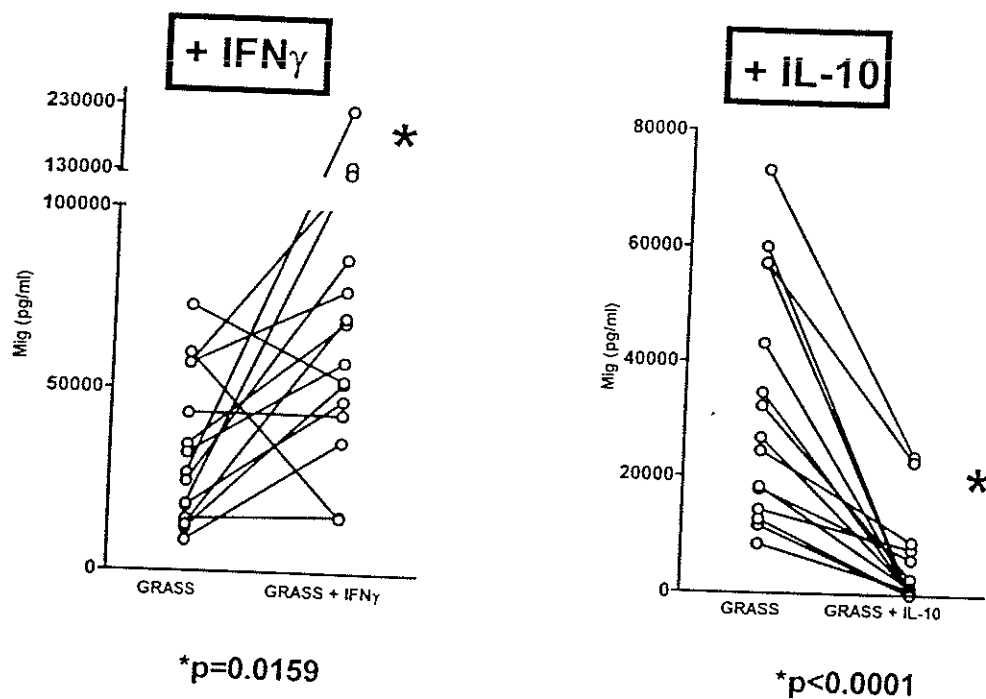 + IFNγ
230000
130000
100000
50000
0
Mig (pg/ml)
*
GRASS
GRASS + IFNγ
*p=0.0159
+ IL-10
80000
60000
40000
20000
0
Mig (pg/ml)
*
GRASS
GRASS + IL-10
*p<0.0001